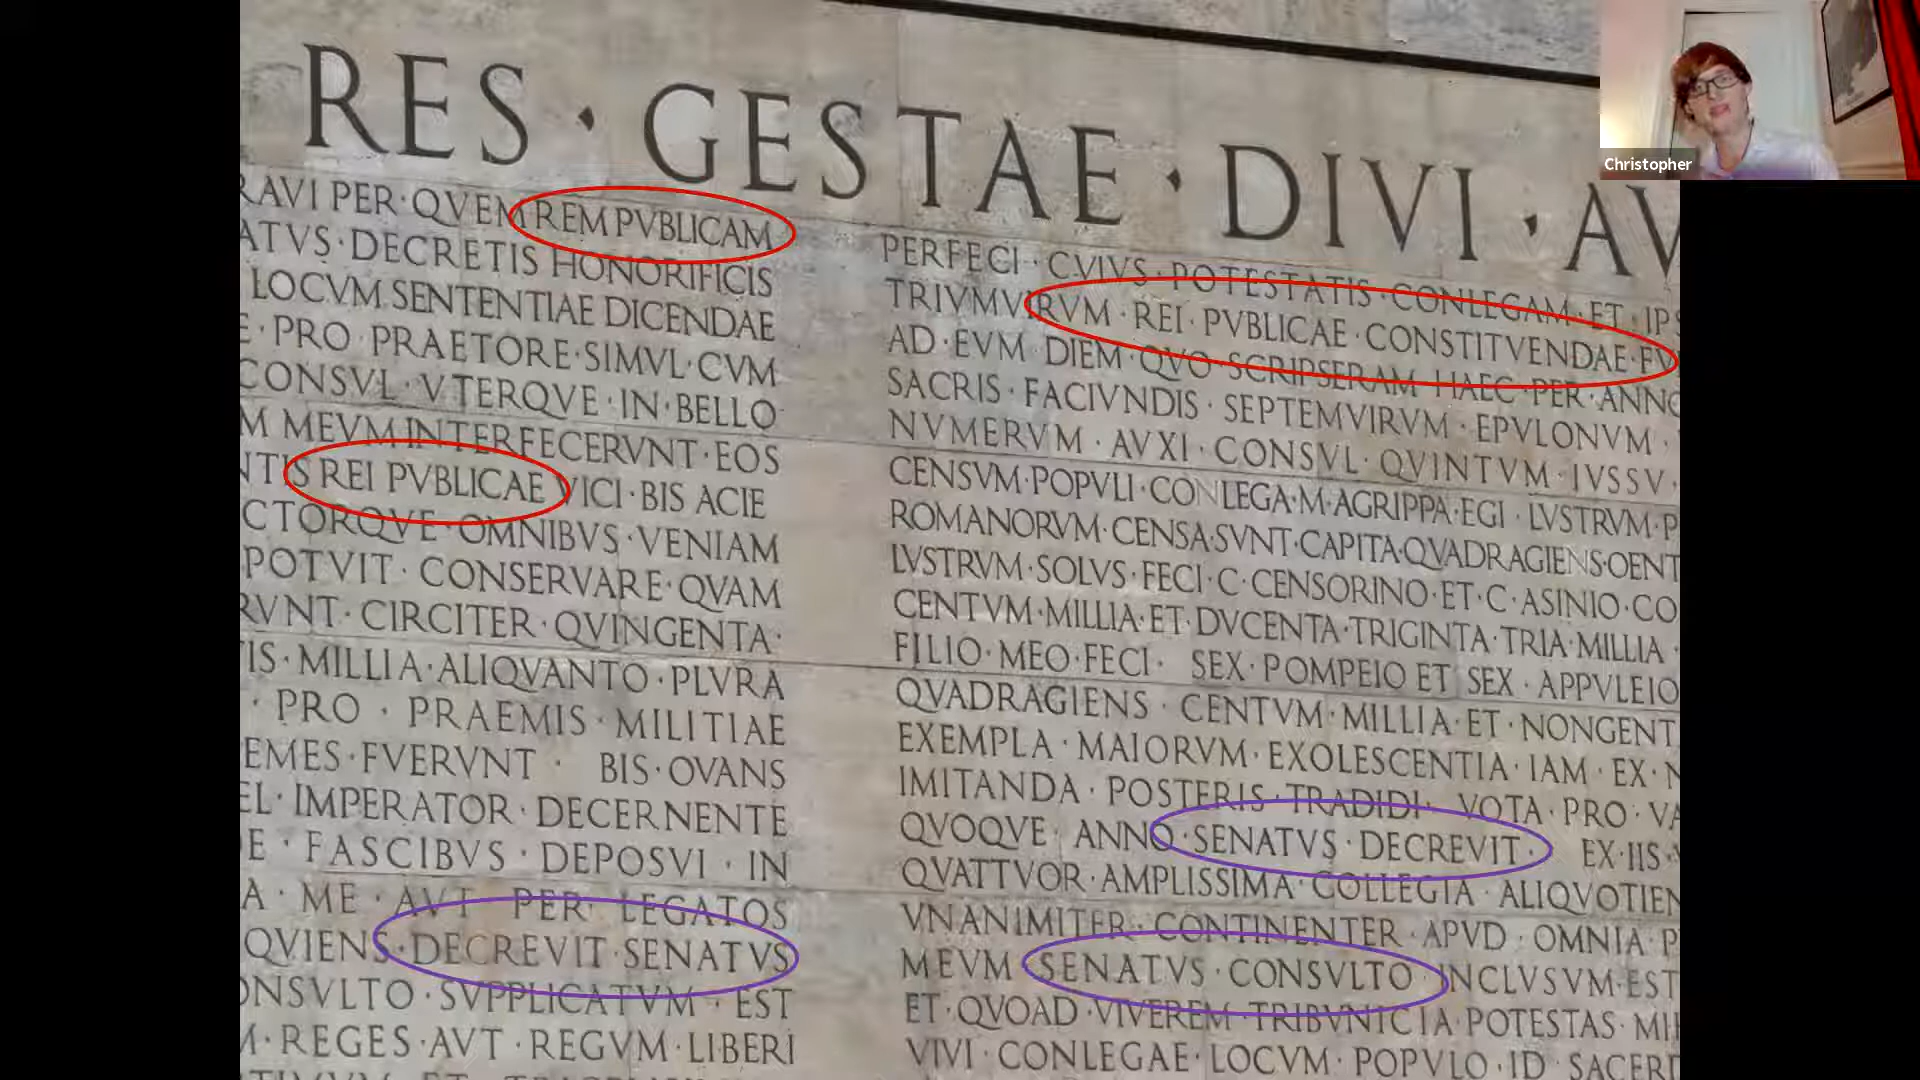 RES · GESTAE · DIVI · AV
RAVI PER · QVEM REM PVBLICAM
ATVS · DECRETIS HONORIFICIS
LOCVM SENTENTIAE DICENDAE
E · PRO PRAETORE · SIMVL · CVM
CONSVL · VTERQVE · IN · BELLO
M MEVM INTERFECERVNT · EOS
NTIS REI PVBLICAE VICI · BIS ACIE
CTORQVE · OMNIBVS · VENIAM
POTVIT · CONSERVARE · QVAM
RVNT · CIRCITER · QVINGENTA ·
IS · MILLIA · ALIQVANTO · PLVRA
· PRO · PRAEMIS · MILITIAE
EMES · FVERVNT · BIS · OVANS
EL · IMPERATOR · DECERNENTE
DE · FASCIBVS · DEPOSVI · IN
A · ME · AVT PER · LEGATOS
QVIENS · DECREVIT · SENATVS
ONSVLTO · SVPPLICATVM · EST
M · REGES · AVT · REGVM · LIBERI
PERFECI · CVIVS · POTESTATIS · CONLEGAM · ET · IPS
TRIVMVIRVM · REI · PVBLICAE · CONSTITVENDAE · FV
AD · EVM DIEM · QVO · SCRIPSERAM HAEC · PER · ANNO
SACRIS · FACIVNDIS · SEPTEMVIRVM · EPVLONVM ·
NVMERVM · AVXI · CONSVL · QVINTVM · IVSSV ·
CENSVM · POPVLI · CONLEGA · M · AGRIPPA · EGI · LVSTRVM · P
ROMANORVM · CENSA · SVNT · CAPITA · QVADRAGIENS · OENT
LVSTRVM · SOLVS · FECI · C · CENSORINO · ET · C · ASINIO · CO
CENTVM · MILLIA · ET · DVCENTA · TRIGINTA · TRIA · MILLIA ·
FILIO · MEO · FECI · SEX · POMPEIO ET SEX · APPVLEIO
QVADRAGIENS · CENTVM · MILLIA · ET · NONGENT
EXEMPLA · MAIORVM · EXOLESCENTIA · IAM · EX · N
IMITANDA · POSTERIS · TRADIDI · VOTA · PRO · VA
QVOQVE · ANNO · SENATVS · DECREVIT · EX · IIS · V
QVATTVOR · AMPLISSIMA · COLLEGIA · ALIQVOTIEN
VNANIMITER · CONTINENTER · APVD · OMNIA · P
MEVM · SENATVS · CONSVLTO INCLVSVM · EST
ET · QVOAD · VIVEREM · TRIBVNICIA · POTESTAS · MI
VIVI · CONLEGAE · LOCVM · POPVLO · ID · SACERD
Christopher